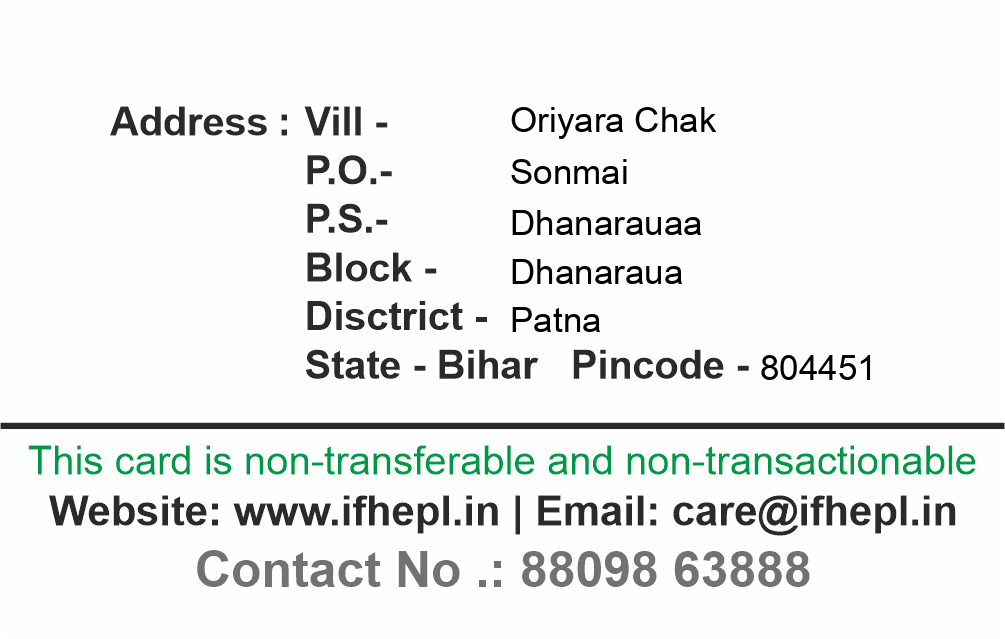 Address : Vill - Oriyara Chak
P.O.- Sonmai
P.S.- Dhanarauaa
Block - Dhanaraua
Disctrict - Patna
State - Bihar Pincode - 804451
This card is non-transferable and non-transactionable
Website: www.ifhepl.in | Email: care@ifhepl.in
Contact No .: 88098 63888